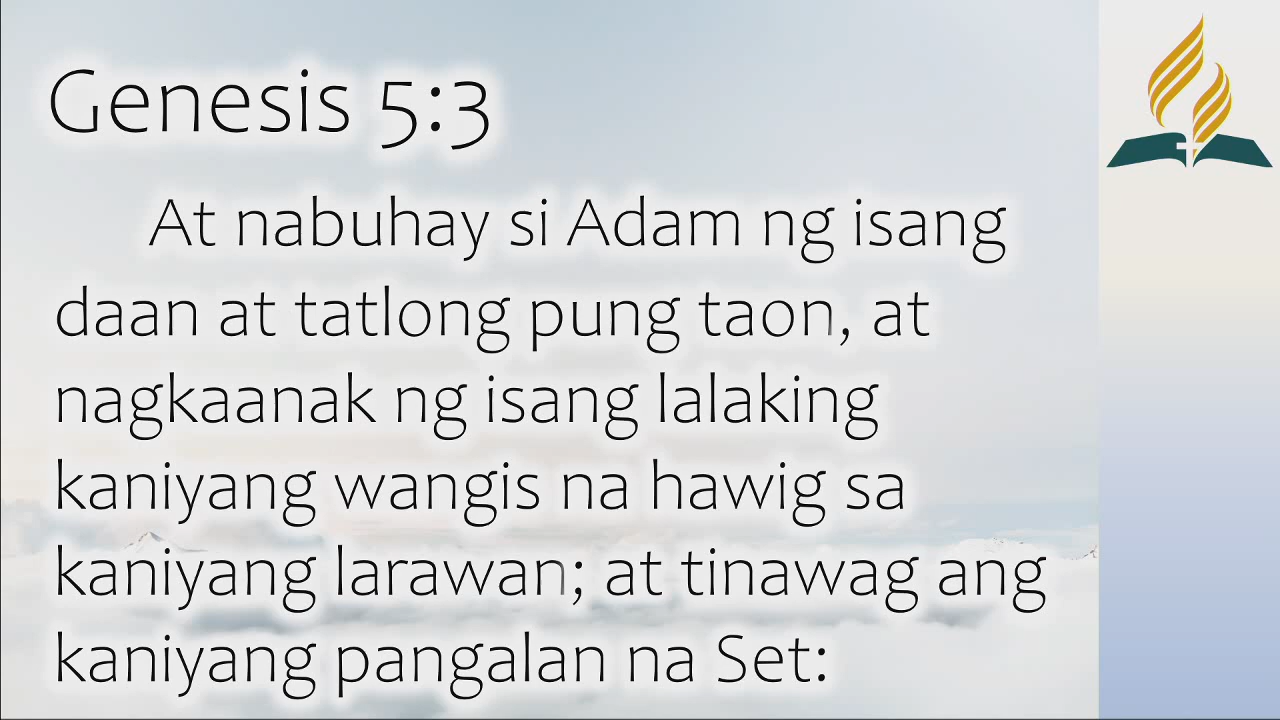 Genesis 5:3
At nabuhay si Adam ng isang
daan at tatlong pung taon, at
nagkaanak ng isang lalaking
kaniyang wangis na hawig sa
kaniyang larawan; at tinawag ang
kaniyang pangalan na Set: